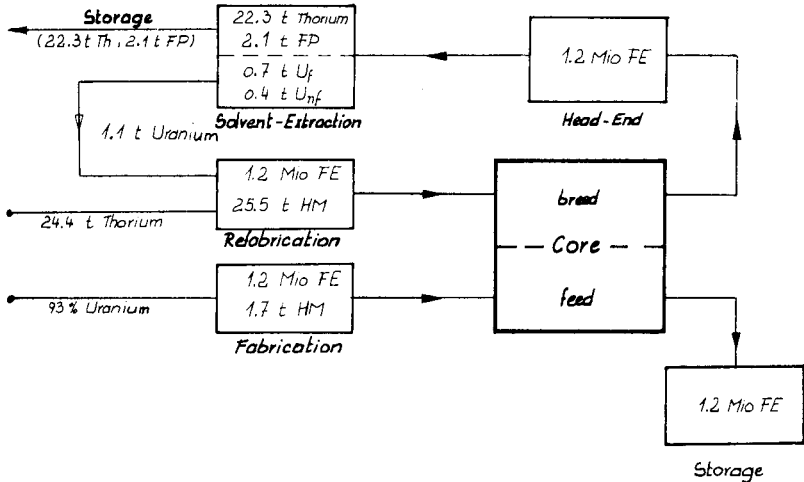 Storage
(22.3 t Th, 2.1 t FP)
22.3 t Thorium
2.1 t FP
0.7 t Uf
0.4 t Unf
Solvent-Extraction
1.2 Mio FE
Head-End
1.1 t Uranium
1.2 Mio FE
25.5 t HM
Refabrication
24.4 t Thorium
breed
Core
feed
1.2 Mio FE
1.7 t HM
Fabrication
93% Uranium
1.2 Mio FE
Storage